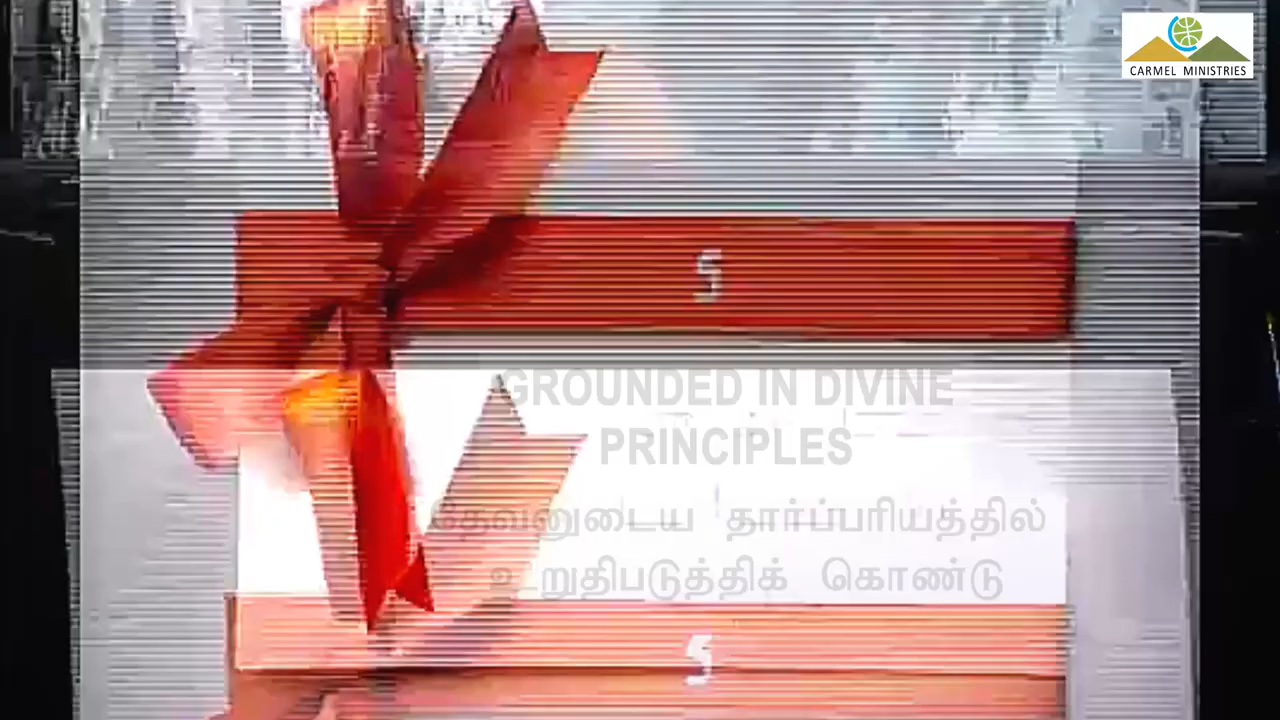 CARMEL MINISTRIES
5
GROUNDED IN DIVINE
PRINCIPLES
தேவனுடைய தார்ப்பரியத்தில்
உறுதிபடுத்திக் கொண்டு
5